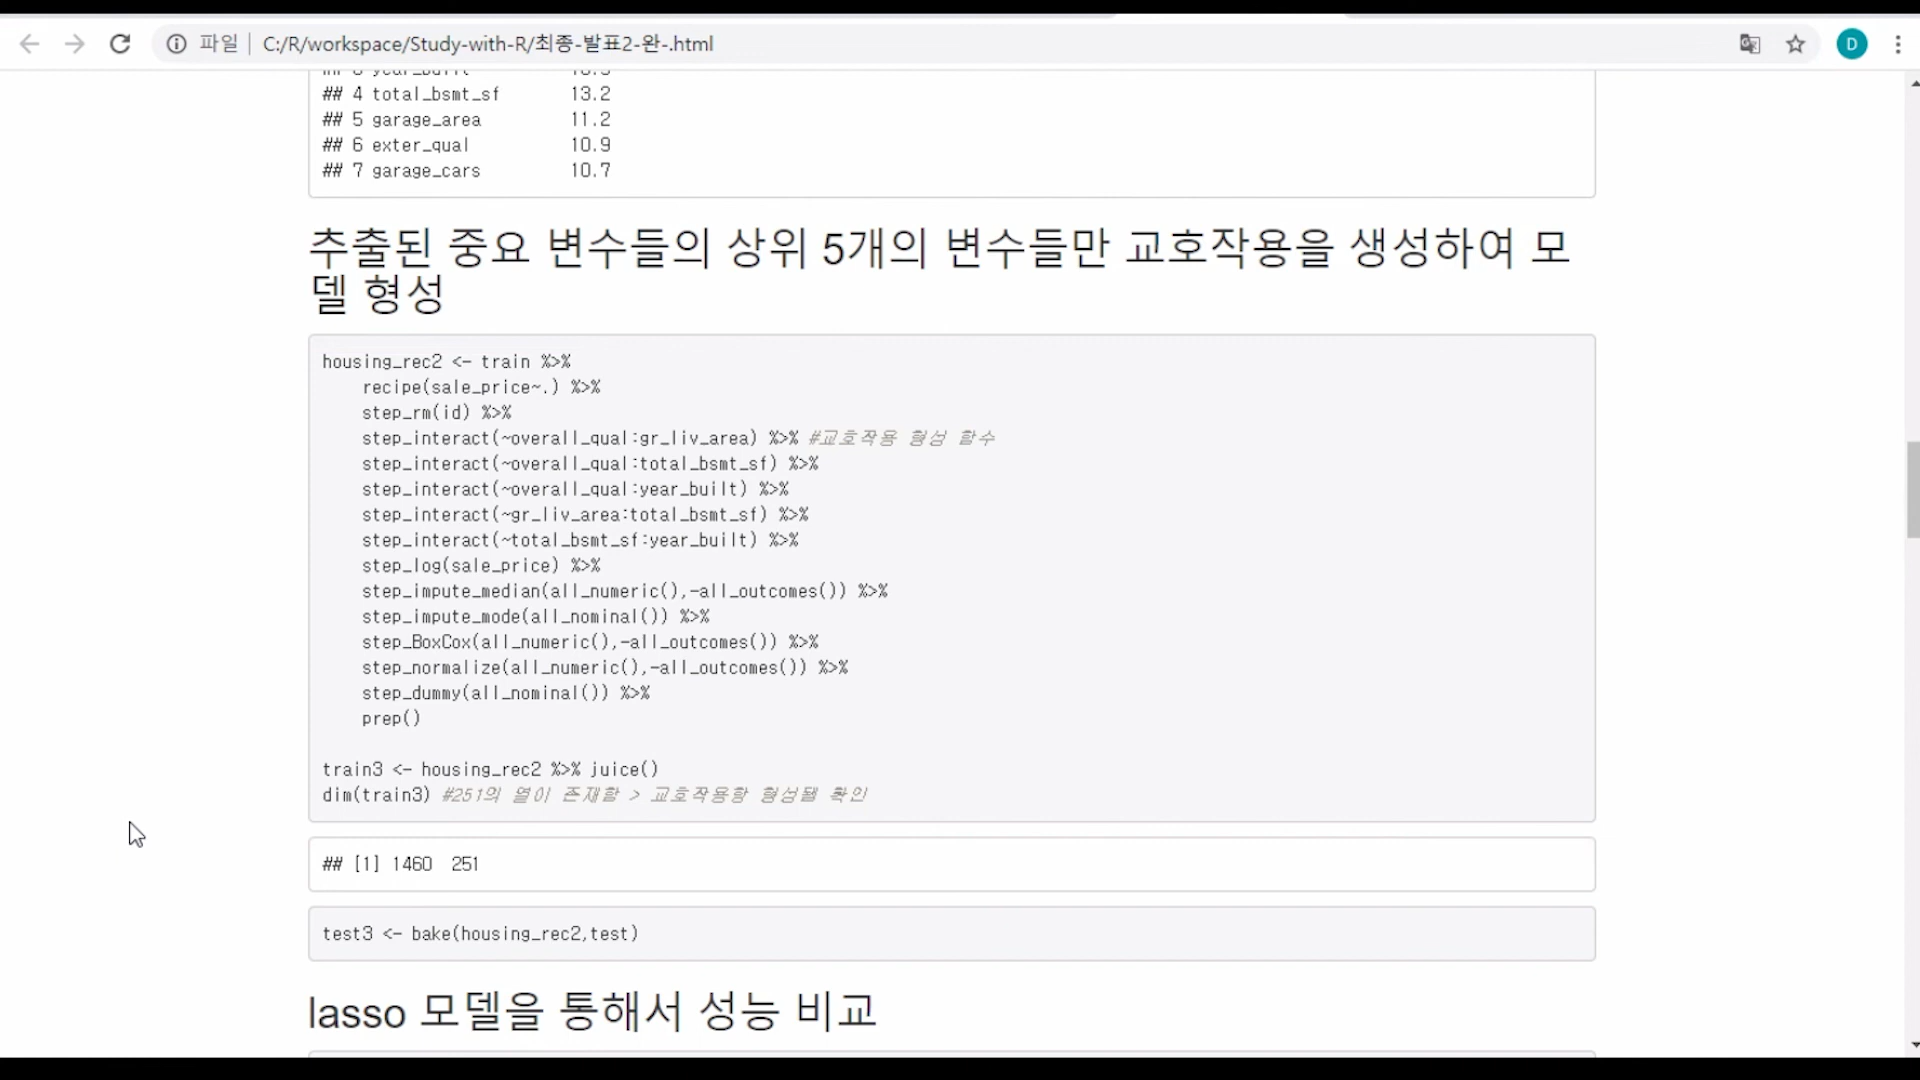 파일 C:/R/workspace/Study-with-R/최종-발표2-완-.html
D
## 4 total_bsmt_sf 13.2
## 5 garage_area 11.2
## 6 exter_qual 10.9
## 7 garage_cars 10.7
추출된 중요 변수들의 상위 5개의 변수들만 교호작용을 생성하여 모
델 형성
housing_rec2 <- train %>%
recipe(sale_price~.) %>%
step_rm(id) %>%
step_interact(~overall_qual:gr_liv_area) %>% #교호작용 형성 함수
step_interact(~overall_qual:total_bsmt_sf) %>%
step_interact(~overall_qual:year_built) %>%
step_interact(~gr_liv_area:total_bsmt_sf) %>%
step_interact(~total_bsmt_sf:year_built) %>%
step_log(sale_price) %>%
step_impute_median(all_numeric(),-all_outcomes()) %>%
step_impute_mode(all_nominal()) %>%
step_BoxCox(all_numeric(),-all_outcomes()) %>%
step_normalize(all_numeric(),-all_outcomes()) %>%
step_dummy(all_nominal()) %>%
prep()
train3 <- housing_rec2 %>% juice()
dim(train3) #251의 열이 존재함 > 교호작용항 형성됨 확인
## [1] 1460 251
test3 <- bake(housing_rec2,test)
lasso 모델을 통해서 성능 비교